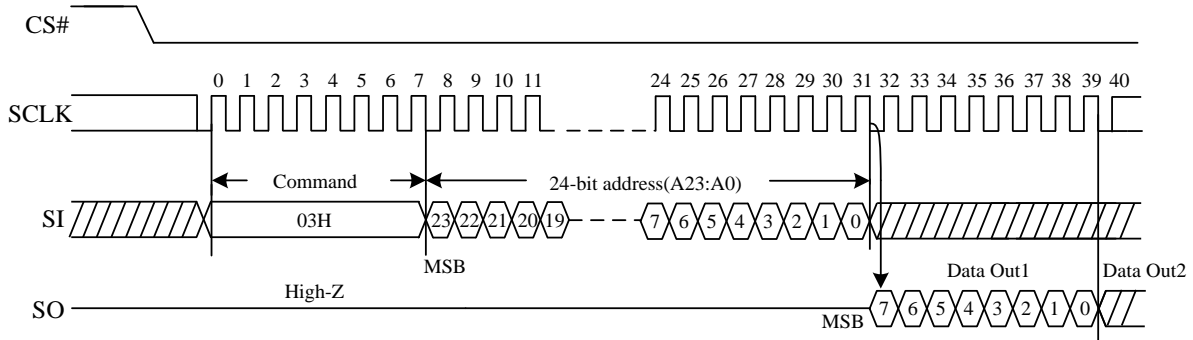 CS#
0 1 2 3 4 5 6 7 8 9 10 11 24 25 26 27 28 29 30 31 32 33 34 35 36 37 38 39 40
SCLK
Command 24-bit address(A23:A0)
SI 03H 23 22 21 20 19 7 6 5 4 3 2 1 0
MSB
High-Z Data Out1 Data Out2
SO MSB 7 6 5 4 3 2 1 0